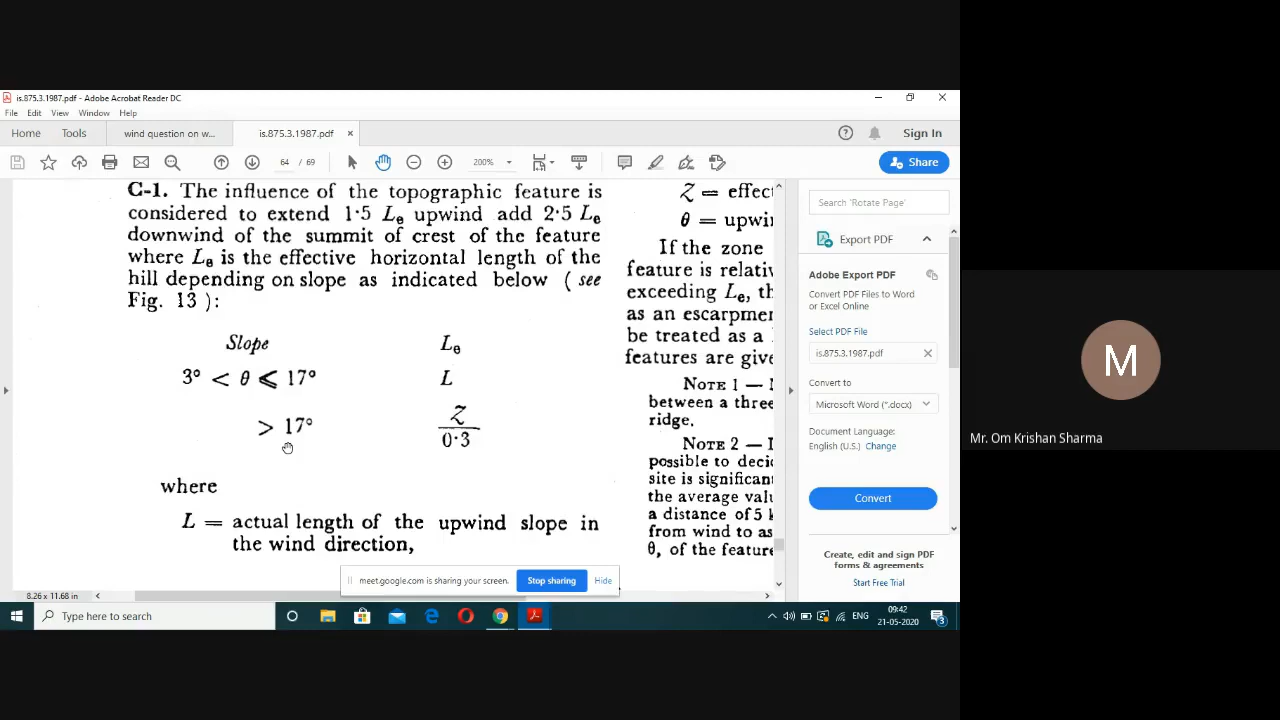 is.875.3.1987.pdf - Adobe Acrobat Reader DC
File Edit View Window Help
Home Tools wind question on w... is.875.3.1987.pdf × Sign In
64 / 69 200% Share
C-1. The influence of the topographic feature is
considered to extend 1·5 Le upwind add 2·5 Le
downwind of the summit of crest of the feature
where Le is the effective horizontal length of the
hill depending on slope as indicated below ( see
Fig. 13 ):
Slope Le
3° < θ ⩽ 17° L
> 17° Z
0·3
where
L = actual length of the upwind slope in
the wind direction,
Z = effect
θ = upwin
If the zone
feature is relativ
exceeding Le, th
as an escarpmen
be treated as a
features are give
NOTE 1 —
between a three
ridge.
NOTE 2 —
possible to decid
site is significant
the average valu
a distance of 5 k
from wind to as
θ, of the feature
Search 'Rotate Page'
Export PDF
Adobe Export PDF
Convert PDF Files to Word
or Excel Online
Select PDF File
is.875.3.1987.pdf ×
Convert to
Microsoft Word (*.docx)
Document Language:
English (U.S.) Change
Convert
Create, edit and sign PDF
forms & agreements
Start Free Trial
8.26 x 11.68 in
meet.google.com is sharing your screen. Stop sharing Hide
Type here to search
ENG
09:42
21-05-2020
3
M
Mr. Om Krishan Sharma